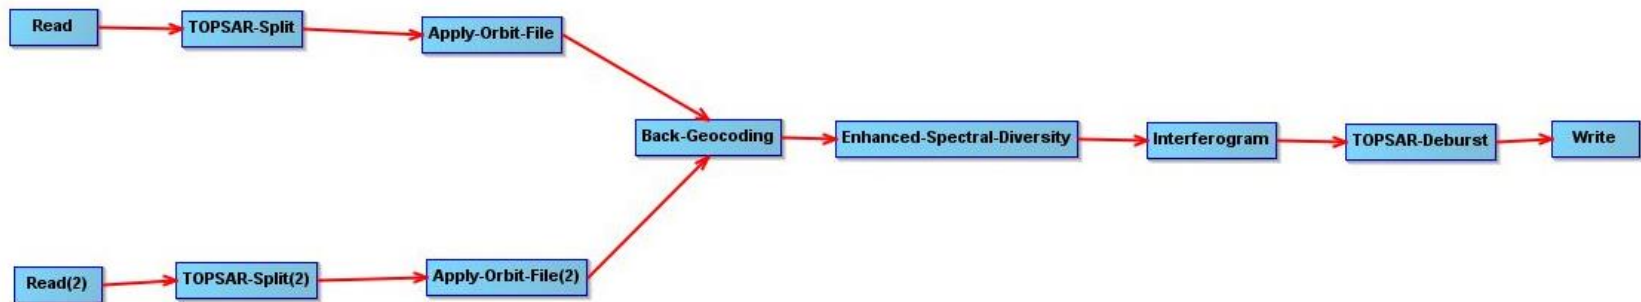 Read
TOPSAR-Split
Apply-Orbit-File
Back-Geocoding
Enhanced-Spectral-Diversity
Interferogram
TOPSAR-Deburst
Write
Read(2)
TOPSAR-Split(2)
Apply-Orbit-File(2)